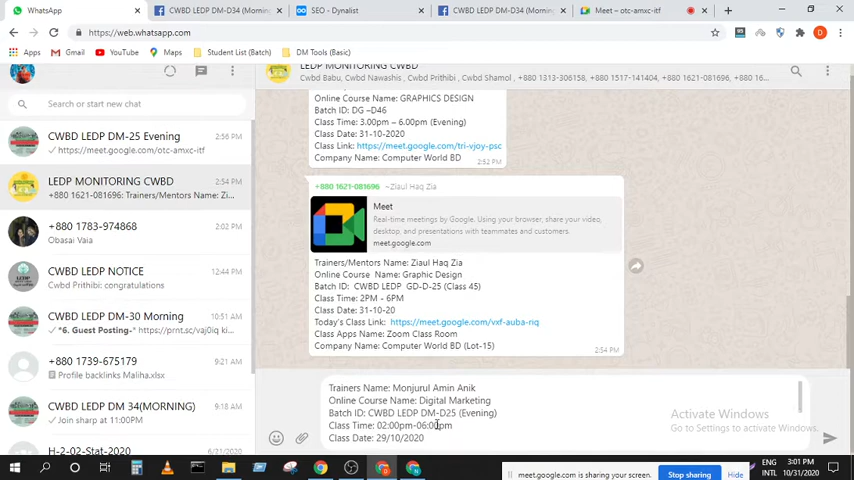 WhatsApp
CWBD LEDP DM-D34 (Mornin
SEO - Dynalist
CWBD LEDP DM-D34 (Mornin
Meet – otc-amxc-itf
https://web.whatsapp.com
Apps
Gmail
YouTube
Maps
Student List (Batch)
DM Tools (Basic)
Search or start new chat
CWBD LEDP DM-25 Evening
2:56 PM
https://meet.google.com/otc-amxc-itf
LEDP MONITORING CWBD
2:54 PM
+880 1621-081696: Trainers/Mentors Name: Zi...
+880 1783-974868
2:02 PM
Obasai Vaia
CWBD LEDP NOTICE
12:44 PM
Cwbd Prithibi: congratulations
CWBD LEDP DM-30 Morning
10:51 AM
*6. Guest Posting-* https://prnt.sc/vaj0iq ki...
+880 1739-675179
9:21 AM
Profile backlinks Maliha.xlsx
CWBD LEDP DM 34(MORNING)
9:18 AM
Join sharp at 11:00PM
H-2-02-Stat-2020
6/21/2020
LEDP MONITORING CWBD
Cwbd Babu, Cwbd Nawashis, Cwbd Prithibi, Cwbd Shamol, +880 1313-306158, +880 1517-141404, +880 1621-081696, +880 16...
Online Course Name: GRAPHICS DESIGN
Batch ID: DG –D46
Class Time: 3.00pm – 6.00pm (Evening)
Class Date: 31-10-2020
Class Link: https://meet.google.com/tri-vjoy-psc
Company Name: Computer World BD
2:52 PM
+880 1621-081696 ~Ziaul Haq Zia
Meet
Real-time meetings by Google. Using your browser, share your video,
desktop, and presentations with teammates and customers.
meet.google.com
Trainers/Mentors Name: Ziaul Haq Zia
Online Course Name: Graphic Design
Batch ID: CWBD LEDP GD-D-25 (Class 45)
Class Time: 2PM - 6PM
Class Date: 31-10-20
Today's Class Link: https://meet.google.com/vxf-auba-riq
Class Apps Name: Zoom Class Room
Company Name: Computer World BD (Lot-15)
2:54 PM
Trainers Name: Monjurul Amin Anik
Online Course Name: Digital Marketing
Batch ID: CWBD LEDP DM-D25 (Evening)
Class Time: 02:00pm-06:00pm
Class Date: 29/10/2020
Activate Windows
Go to Settings to activate Windows.
meet.google.com is sharing your screen.
Stop sharing
Hide
ENG
INTL
3:01 PM
10/31/2020